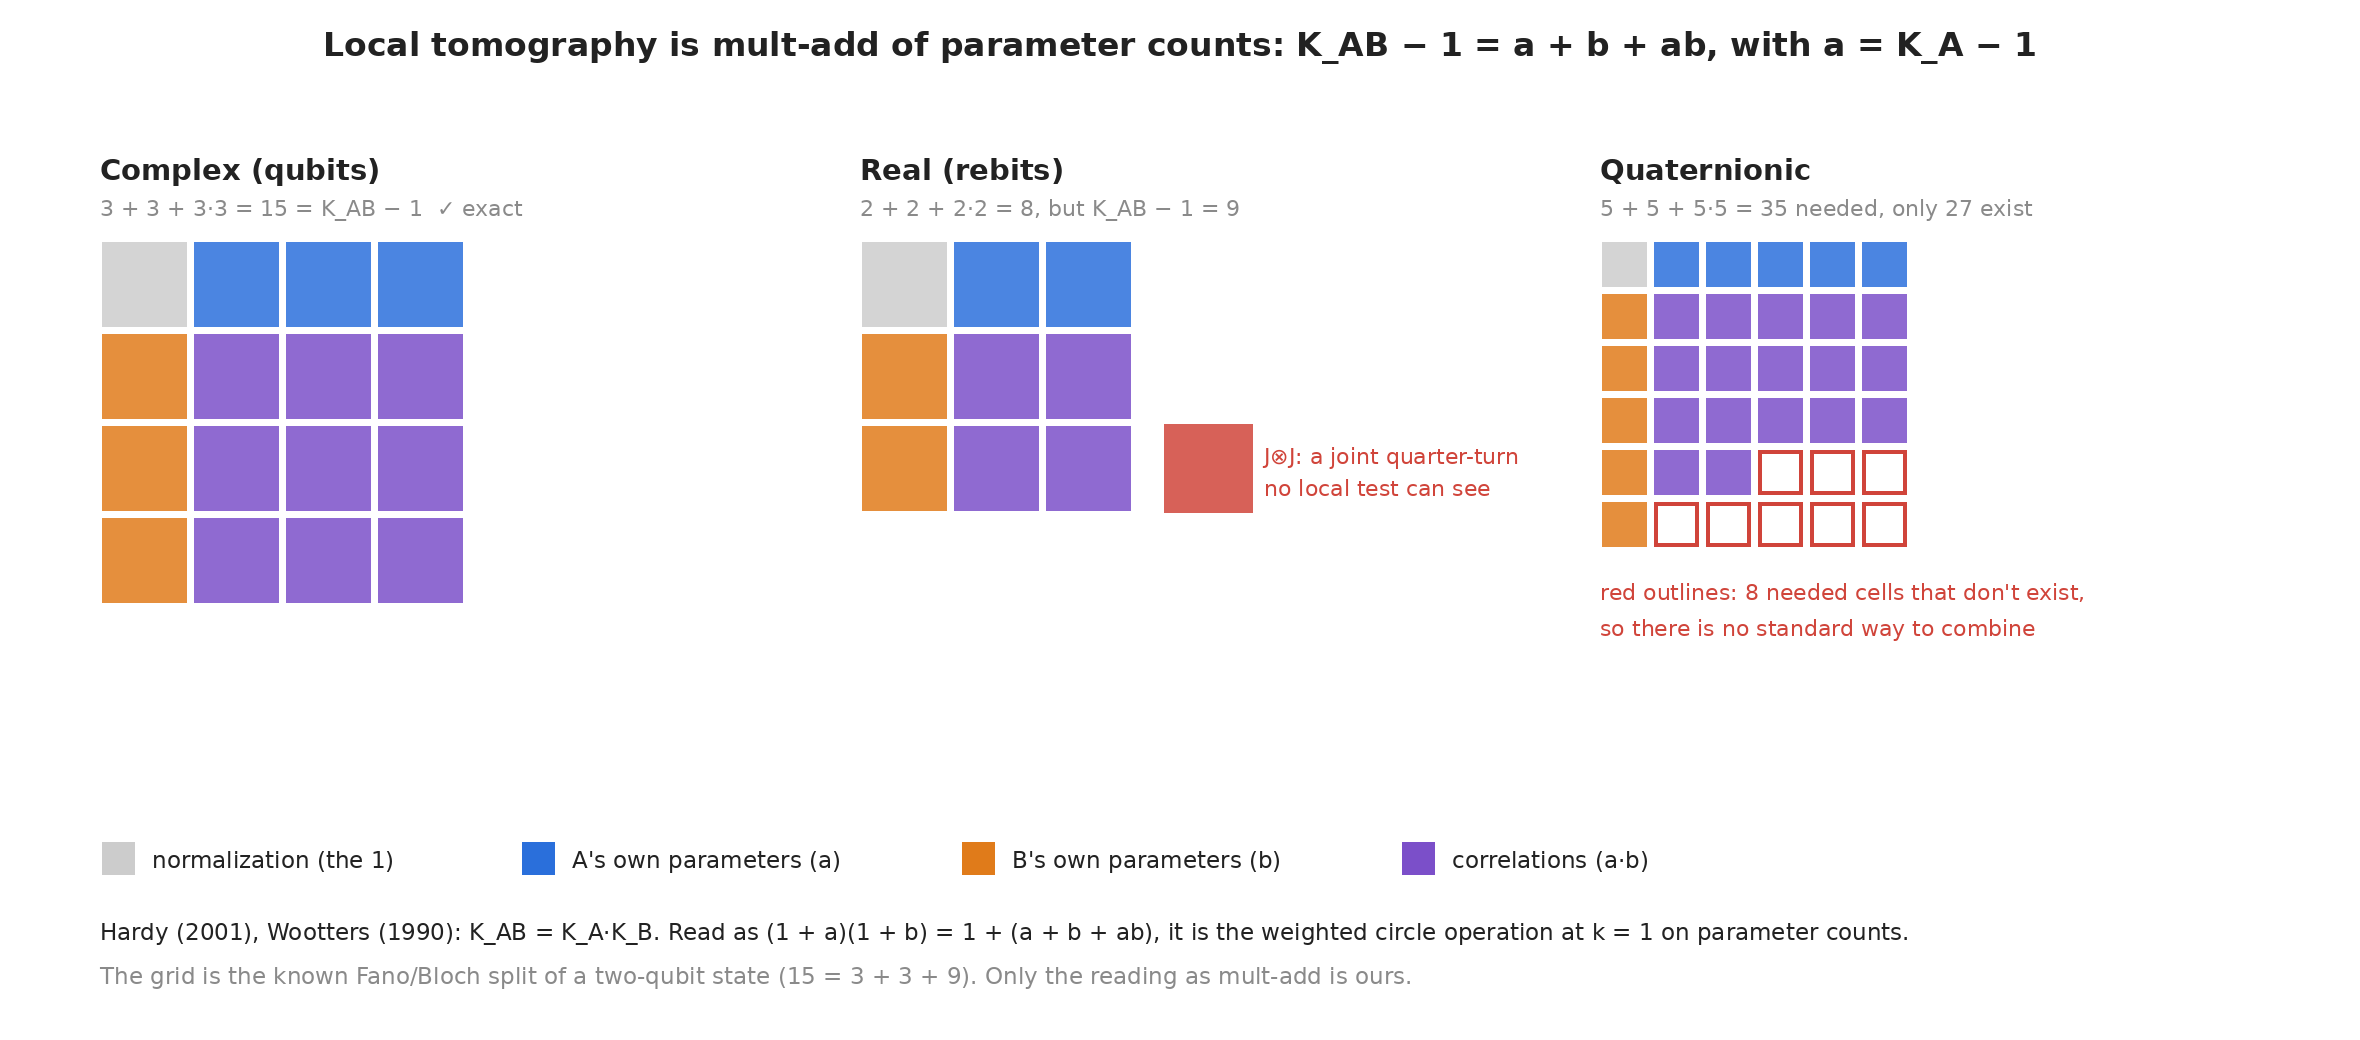 Local tomography is mult-add of parameter counts: K_AB − 1 = a + b + ab, with a = K_A − 1
Complex (qubits)
3 + 3 + 3·3 = 15 = K_AB − 1  ✓ exact
Real (rebits)
2 + 2 + 2·2 = 8, but K_AB − 1 = 9
J⊗J: a joint quarter-turn
no local test can see
Quaternionic
5 + 5 + 5·5 = 35 needed, only 27 exist
red outlines: 8 needed cells that don't exist,
so there is no standard way to combine
normalization (the 1)
A's own parameters (a)
B's own parameters (b)
correlations (a·b)
Hardy (2001), Wootters (1990): K_AB = K_A·K_B. Read as (1 + a)(1 + b) = 1 + (a + b + ab), it is the weighted circle operation at k = 1 on parameter counts.
The grid is the known Fano/Bloch split of a two-qubit state (15 = 3 + 3 + 9). Only the reading as mult-add is ours.